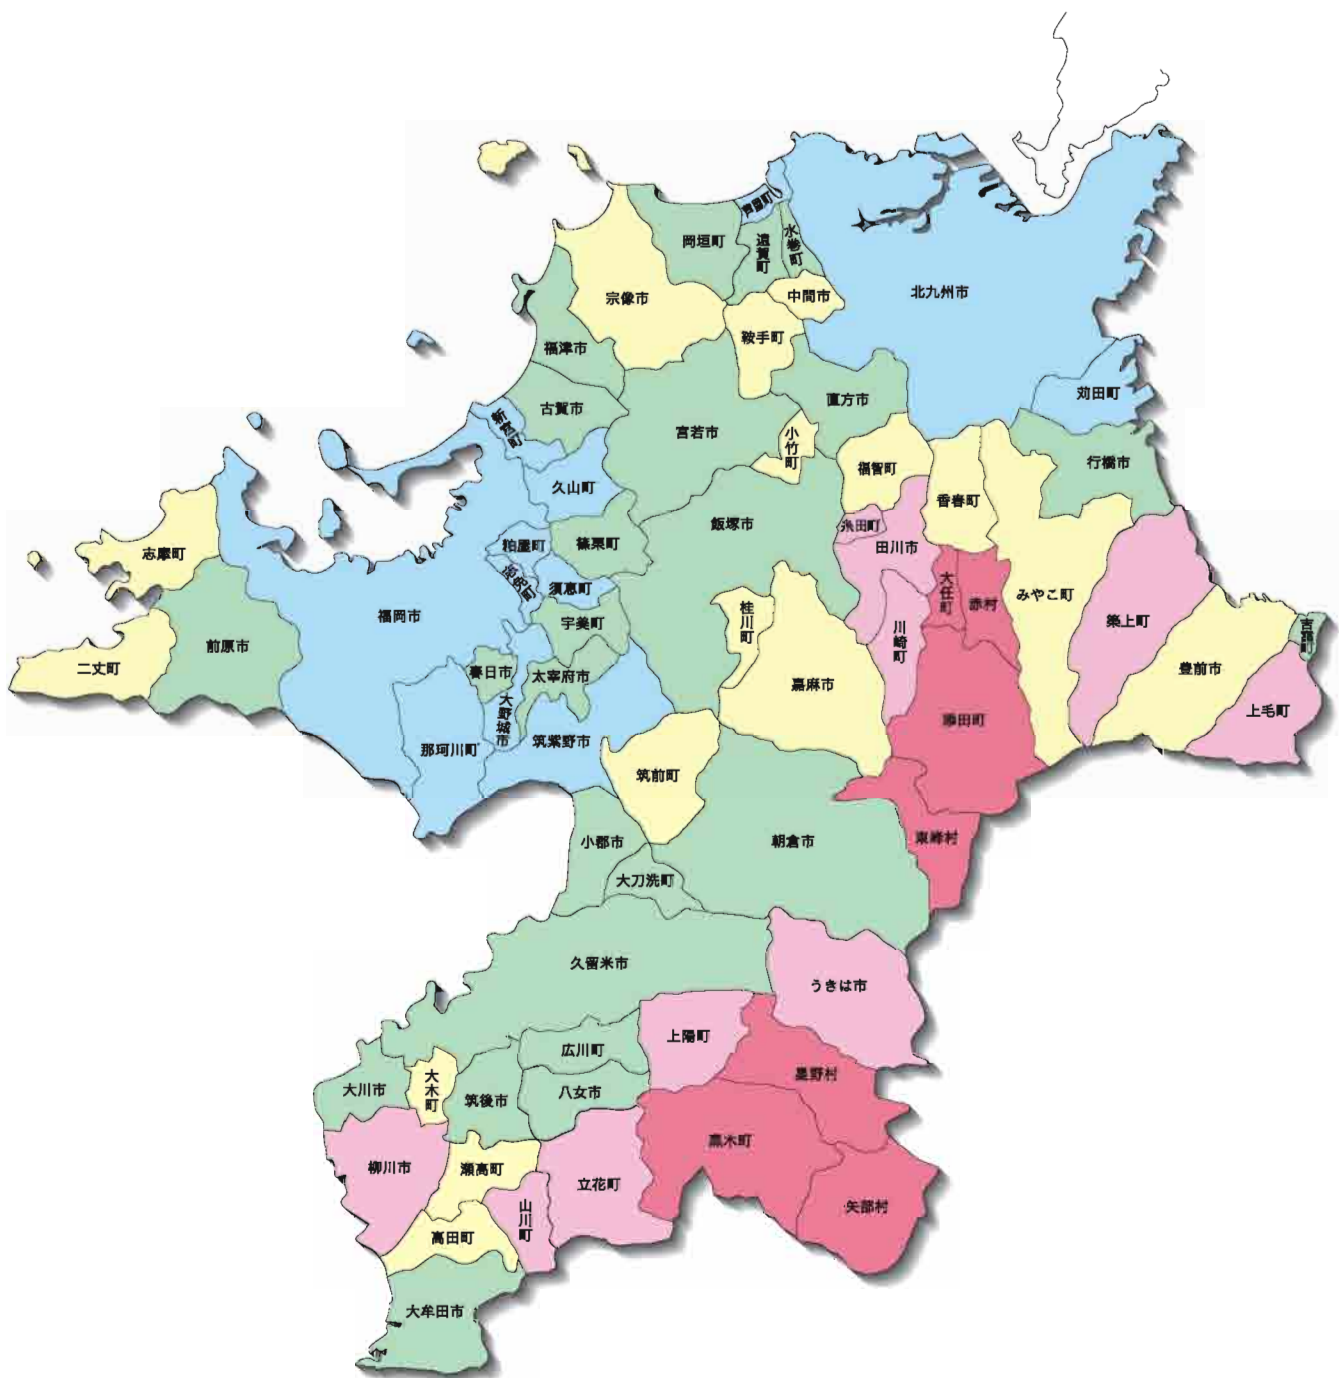 芦屋町
岡垣町
遠賀町
水巻町
北九州市
宗像市
中間市
鞍手町
福津市
苅田町
古賀市
直方市
新宮町
宮若市
小竹町
行橋市
福智町
久山町
香春町
飯塚市
糸田町
志摩町
粕屋町
篠栗町
田川市
志免町
須恵町
大任町
赤村
みやこ町
桂川町
福岡市
宇美町
川崎町
築上町
吉富町
前原市
二丈町
春日市
太宰府市
嘉麻市
豊前市
大野城市
上毛町
添田町
那珂川町
筑紫野市
筑前町
小郡市
朝倉市
東峰村
大刀洗町
久留米市
うきは市
上陽町
広川町
星野村
大川市
大木町
筑後市
八女市
黒木町
柳川市
瀬高町
立花町
山川町
矢部村
高田町
大牟田市